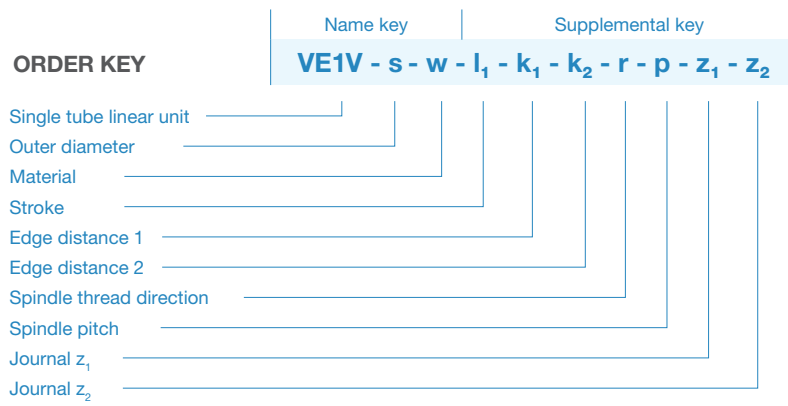 Name key Supplemental key
ORDER KEY VE1V - s - w - l₁ - k₁ - k₂ - r - p - z₁ - z₂
Single tube linear unit
Outer diameter
Material
Stroke
Edge distance 1
Edge distance 2
Spindle thread direction
Spindle pitch
Journal z₁
Journal z₂